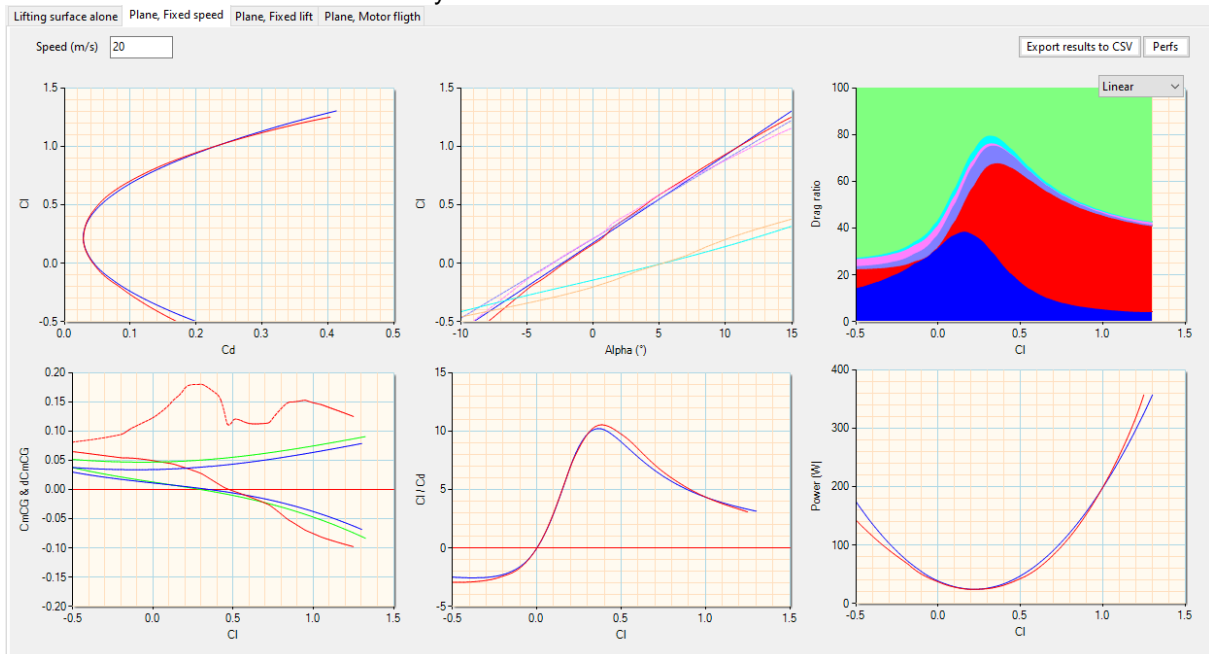 Lifting surface alone Plane, Fixed speed Plane, Fixed lift Plane, Motor fligth
Speed (m/s) 20 Export results to CSV Perfs
1.5
1.0
0.5
0.0
-0.5
Cl
0.0 0.1 0.2 0.3 0.4 0.5
Cd
1.5
1.0
0.5
0.0
-0.5
Cl
-10 -5 0 5 10 15
Alpha (°)
Linear
100
80
60
40
20
0
Drag ratio
-0.5 0.0 0.5 1.0 1.5
Cl
0.20
0.15
0.10
0.05
0.00
-0.05
-0.10
-0.15
-0.20
CmCG & dCmCG
-0.5 0.0 0.5 1.0 1.5
Cl
15
10
5
0
-5
Cl / Cd
-0.5 0.0 0.5 1.0 1.5
Cl
400
300
200
100
0
Power [W]
-0.5 0.0 0.5 1.0 1.5
Cl